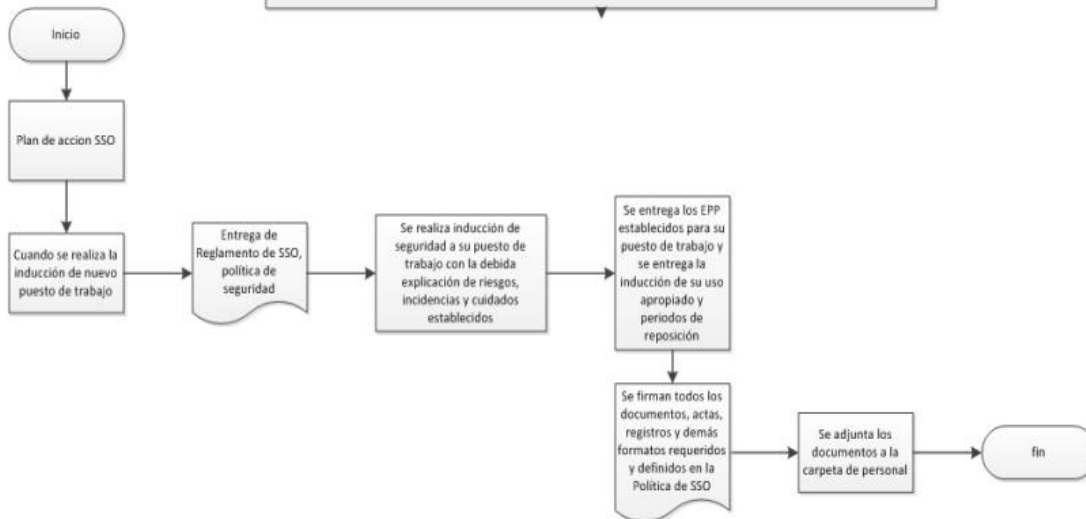 Inicio
Plan de accion SSO
Cuando se realiza la
inducción de nuevo
puesto de trabajo
Entrega de
Reglamento de SSO,
política de
seguridad
Se realiza inducción de
seguridad a su puesto de
trabajo con la debida
explicación de riesgos,
incidencias y cuidados
establecidos
Se entrega los EPP
establecidos para su
puesto de trabajo y
se entrega la
inducción de su uso
apropiado y
periodos de
reposición
Se firman todos los
documentos, actas,
registros y demás
formatos requeridos
y definidos en la
Política de SSO
Se adjunta los
documentos a la
carpeta de personal
fin